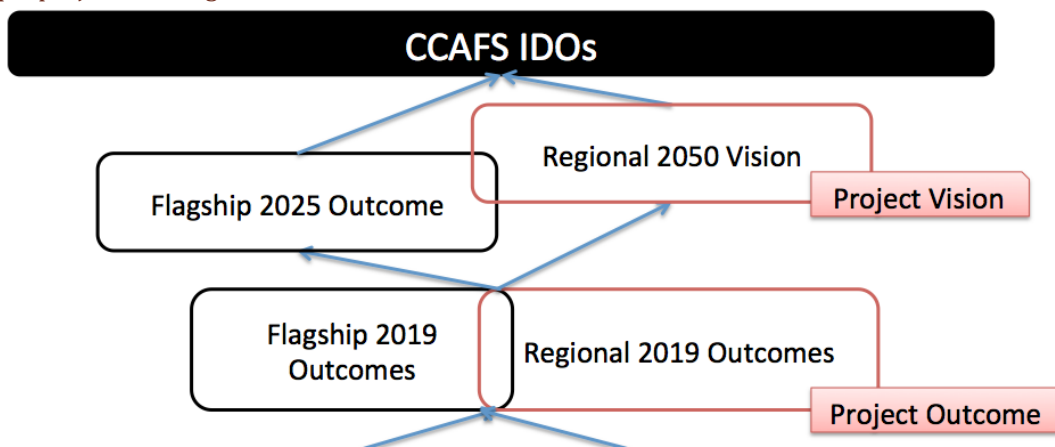 CCAFS IDOs
Regional 2050 Vision
Flagship 2025 Outcome
Project Vision
Flagship 2019
Outcomes
Regional 2019 Outcomes
Project Outcome